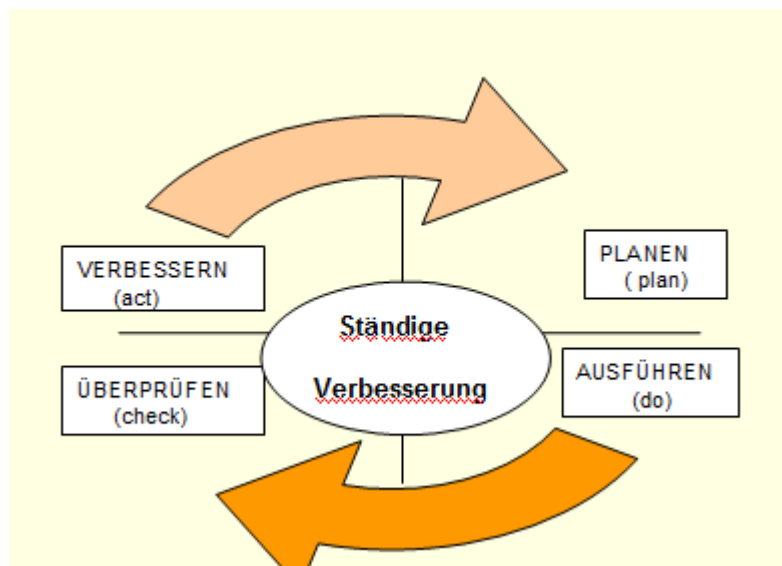 VERBESSERN
(act)
PLANEN
( plan)
Ständige
Verbesserung
ÜBERPRÜFEN
(check)
AUSFÜHREN
(do)